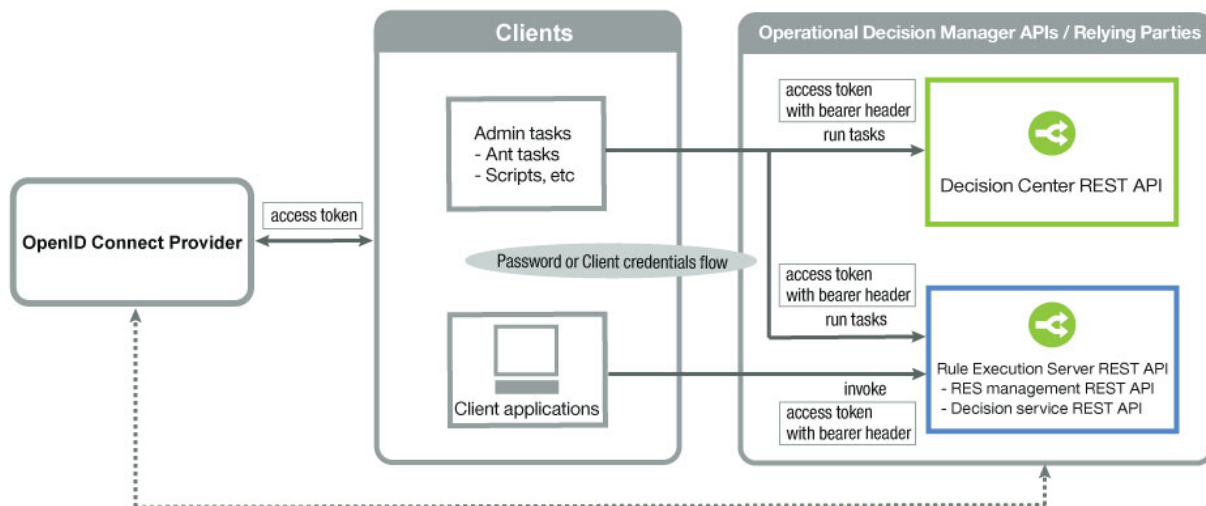 Clients
Operational Decision Manager APIs / Relying Parties
Admin tasks
- Ant tasks
- Scripts, etc
access token
with bearer header
run tasks
Decision Center REST API
OpenID Connect Provider
access token
Password or Client credentials flow
access token
with bearer header
run tasks
Client applications
invoke
access token
with bearer header
Rule Execution Server REST API
- RES management REST API
- Decision service REST API